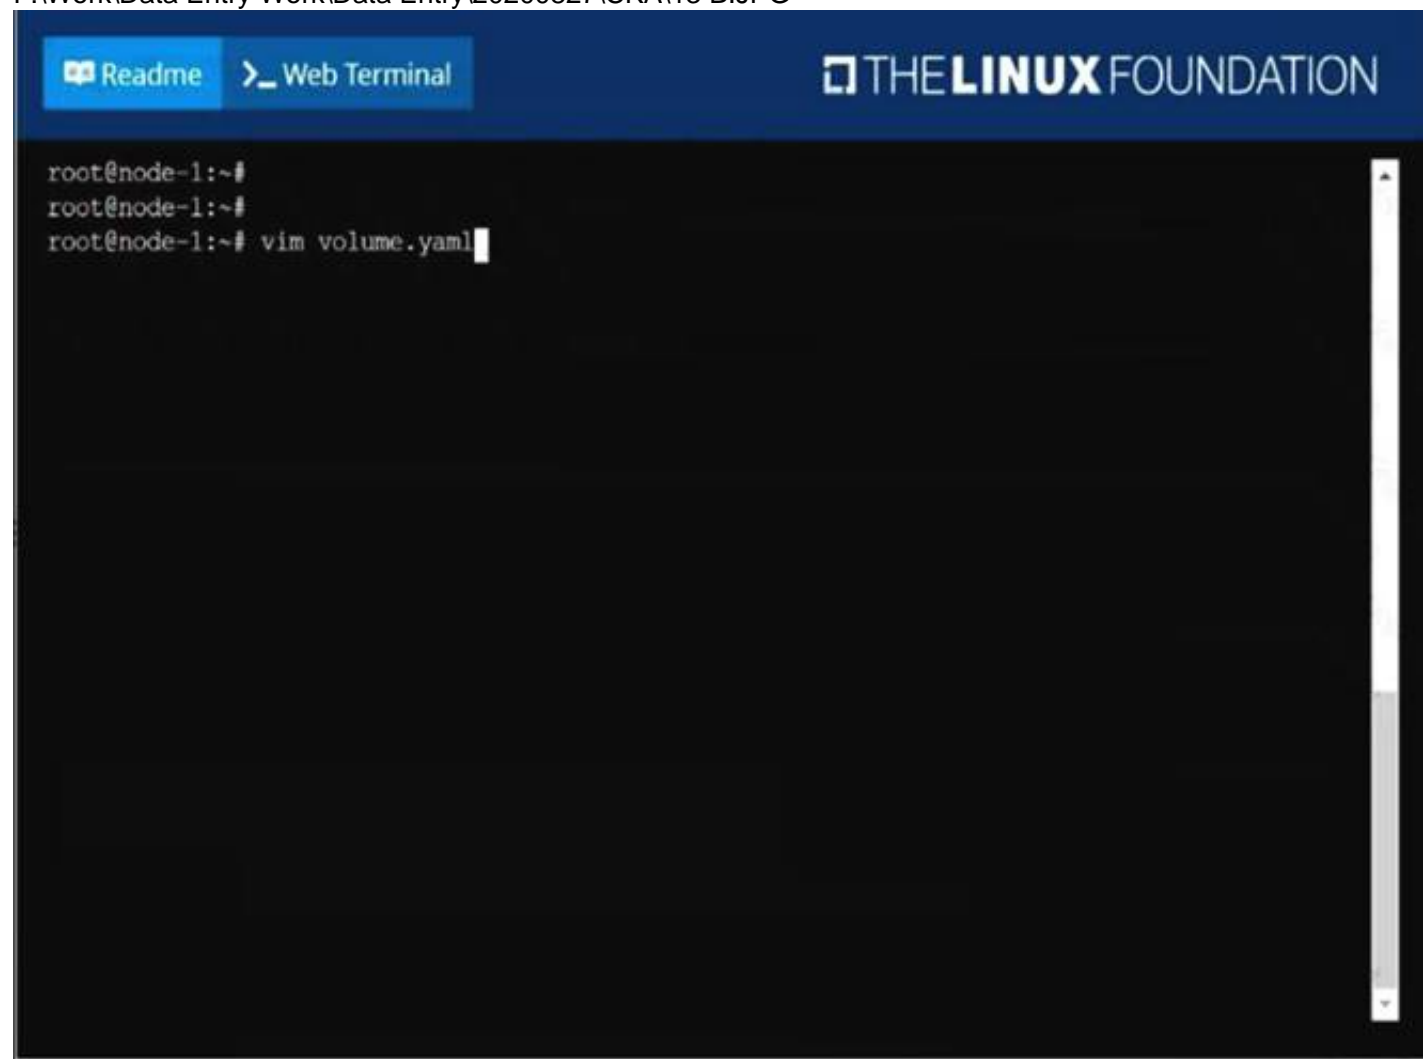 Readme >_ Web Terminal THE LINUX FOUNDATION
root@node-1:~#
root@node-1:~#
root@node-1:~# vim volume.yaml